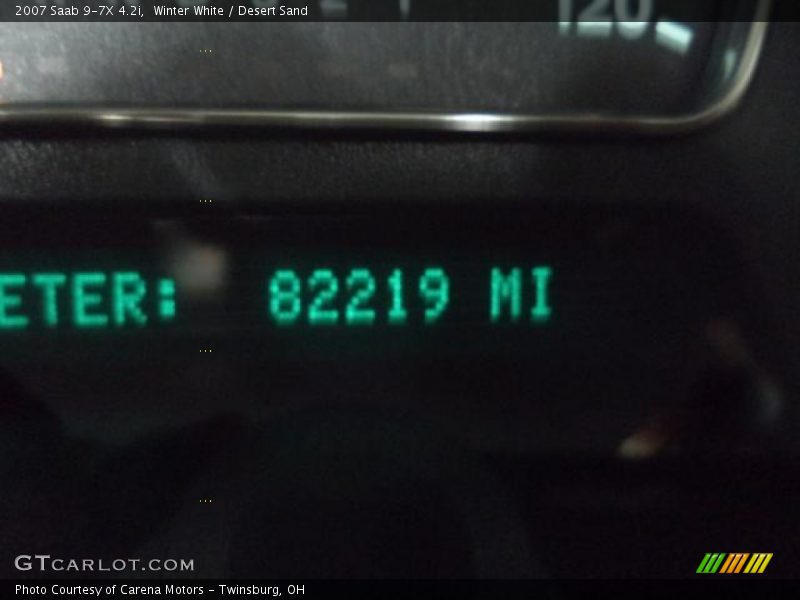 2007 Saab 9-7X 4.2i,  Winter White / Desert Sand
120
ETER:  82219 MI
GTCARLOT.COM
Photo Courtesy of Carena Motors - Twinsburg, OH